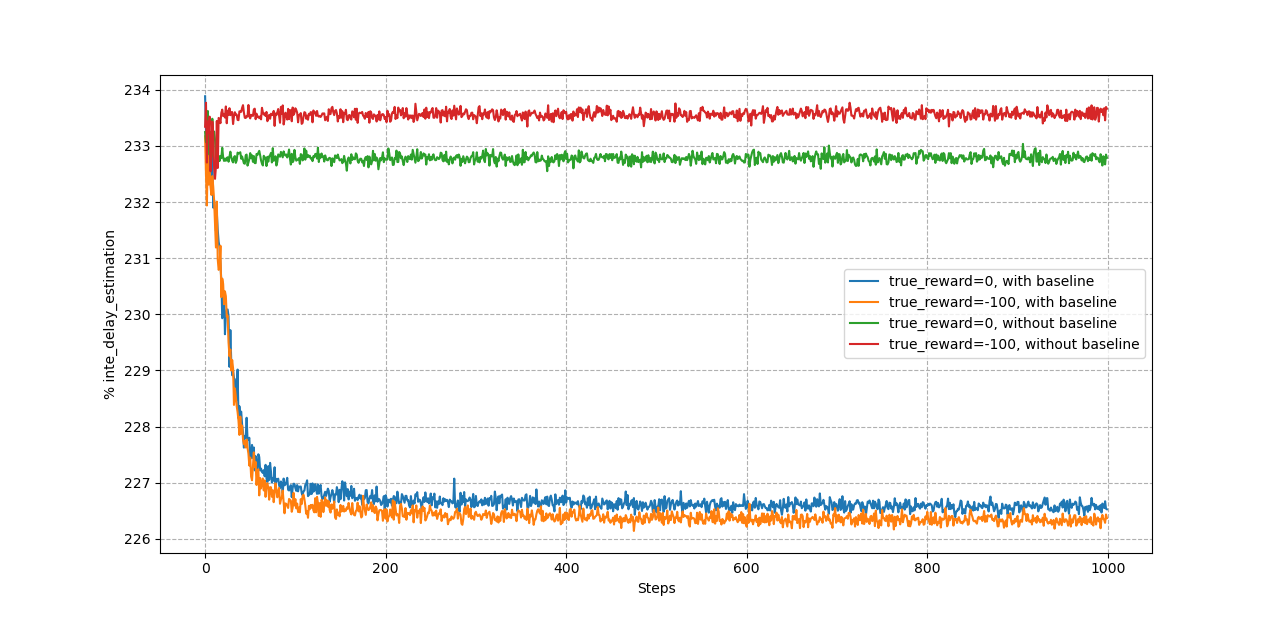 234
233
232
231
230
229
228
227
226
% inte_delay_estimation
true_reward=0, with baseline
true_reward=-100, with baseline
true_reward=0, without baseline
true_reward=-100, without baseline
0 200 400 600 800 1000
Steps